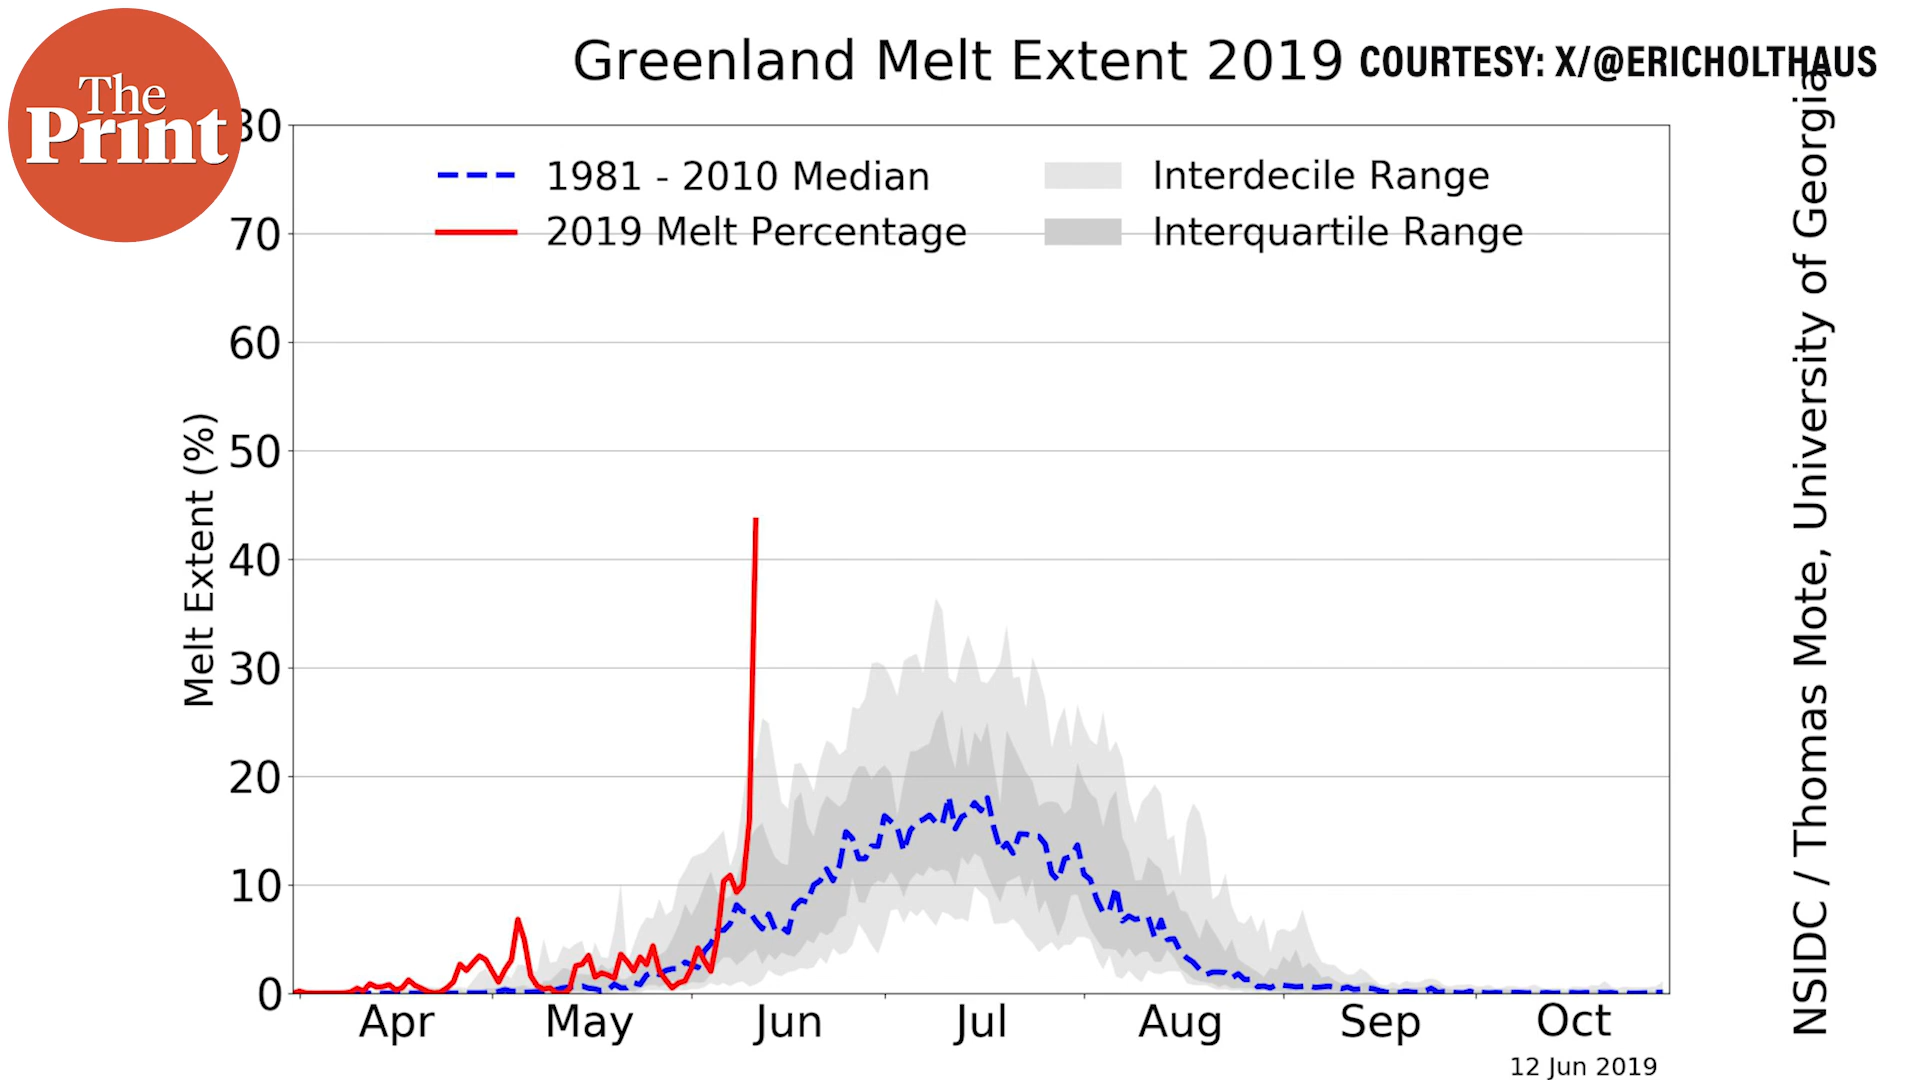 The
Print
Greenland Melt Extent 2019
COURTESY: X/@ERICHOLTHAUS
1981 - 2010 Median
2019 Melt Percentage
Interdecile Range
Interquartile Range
Melt Extent (%)
80
70
60
50
40
30
20
10
0
Apr May Jun Jul Aug Sep Oct
12 Jun 2019
NSIDC / Thomas Mote, University of Georgia